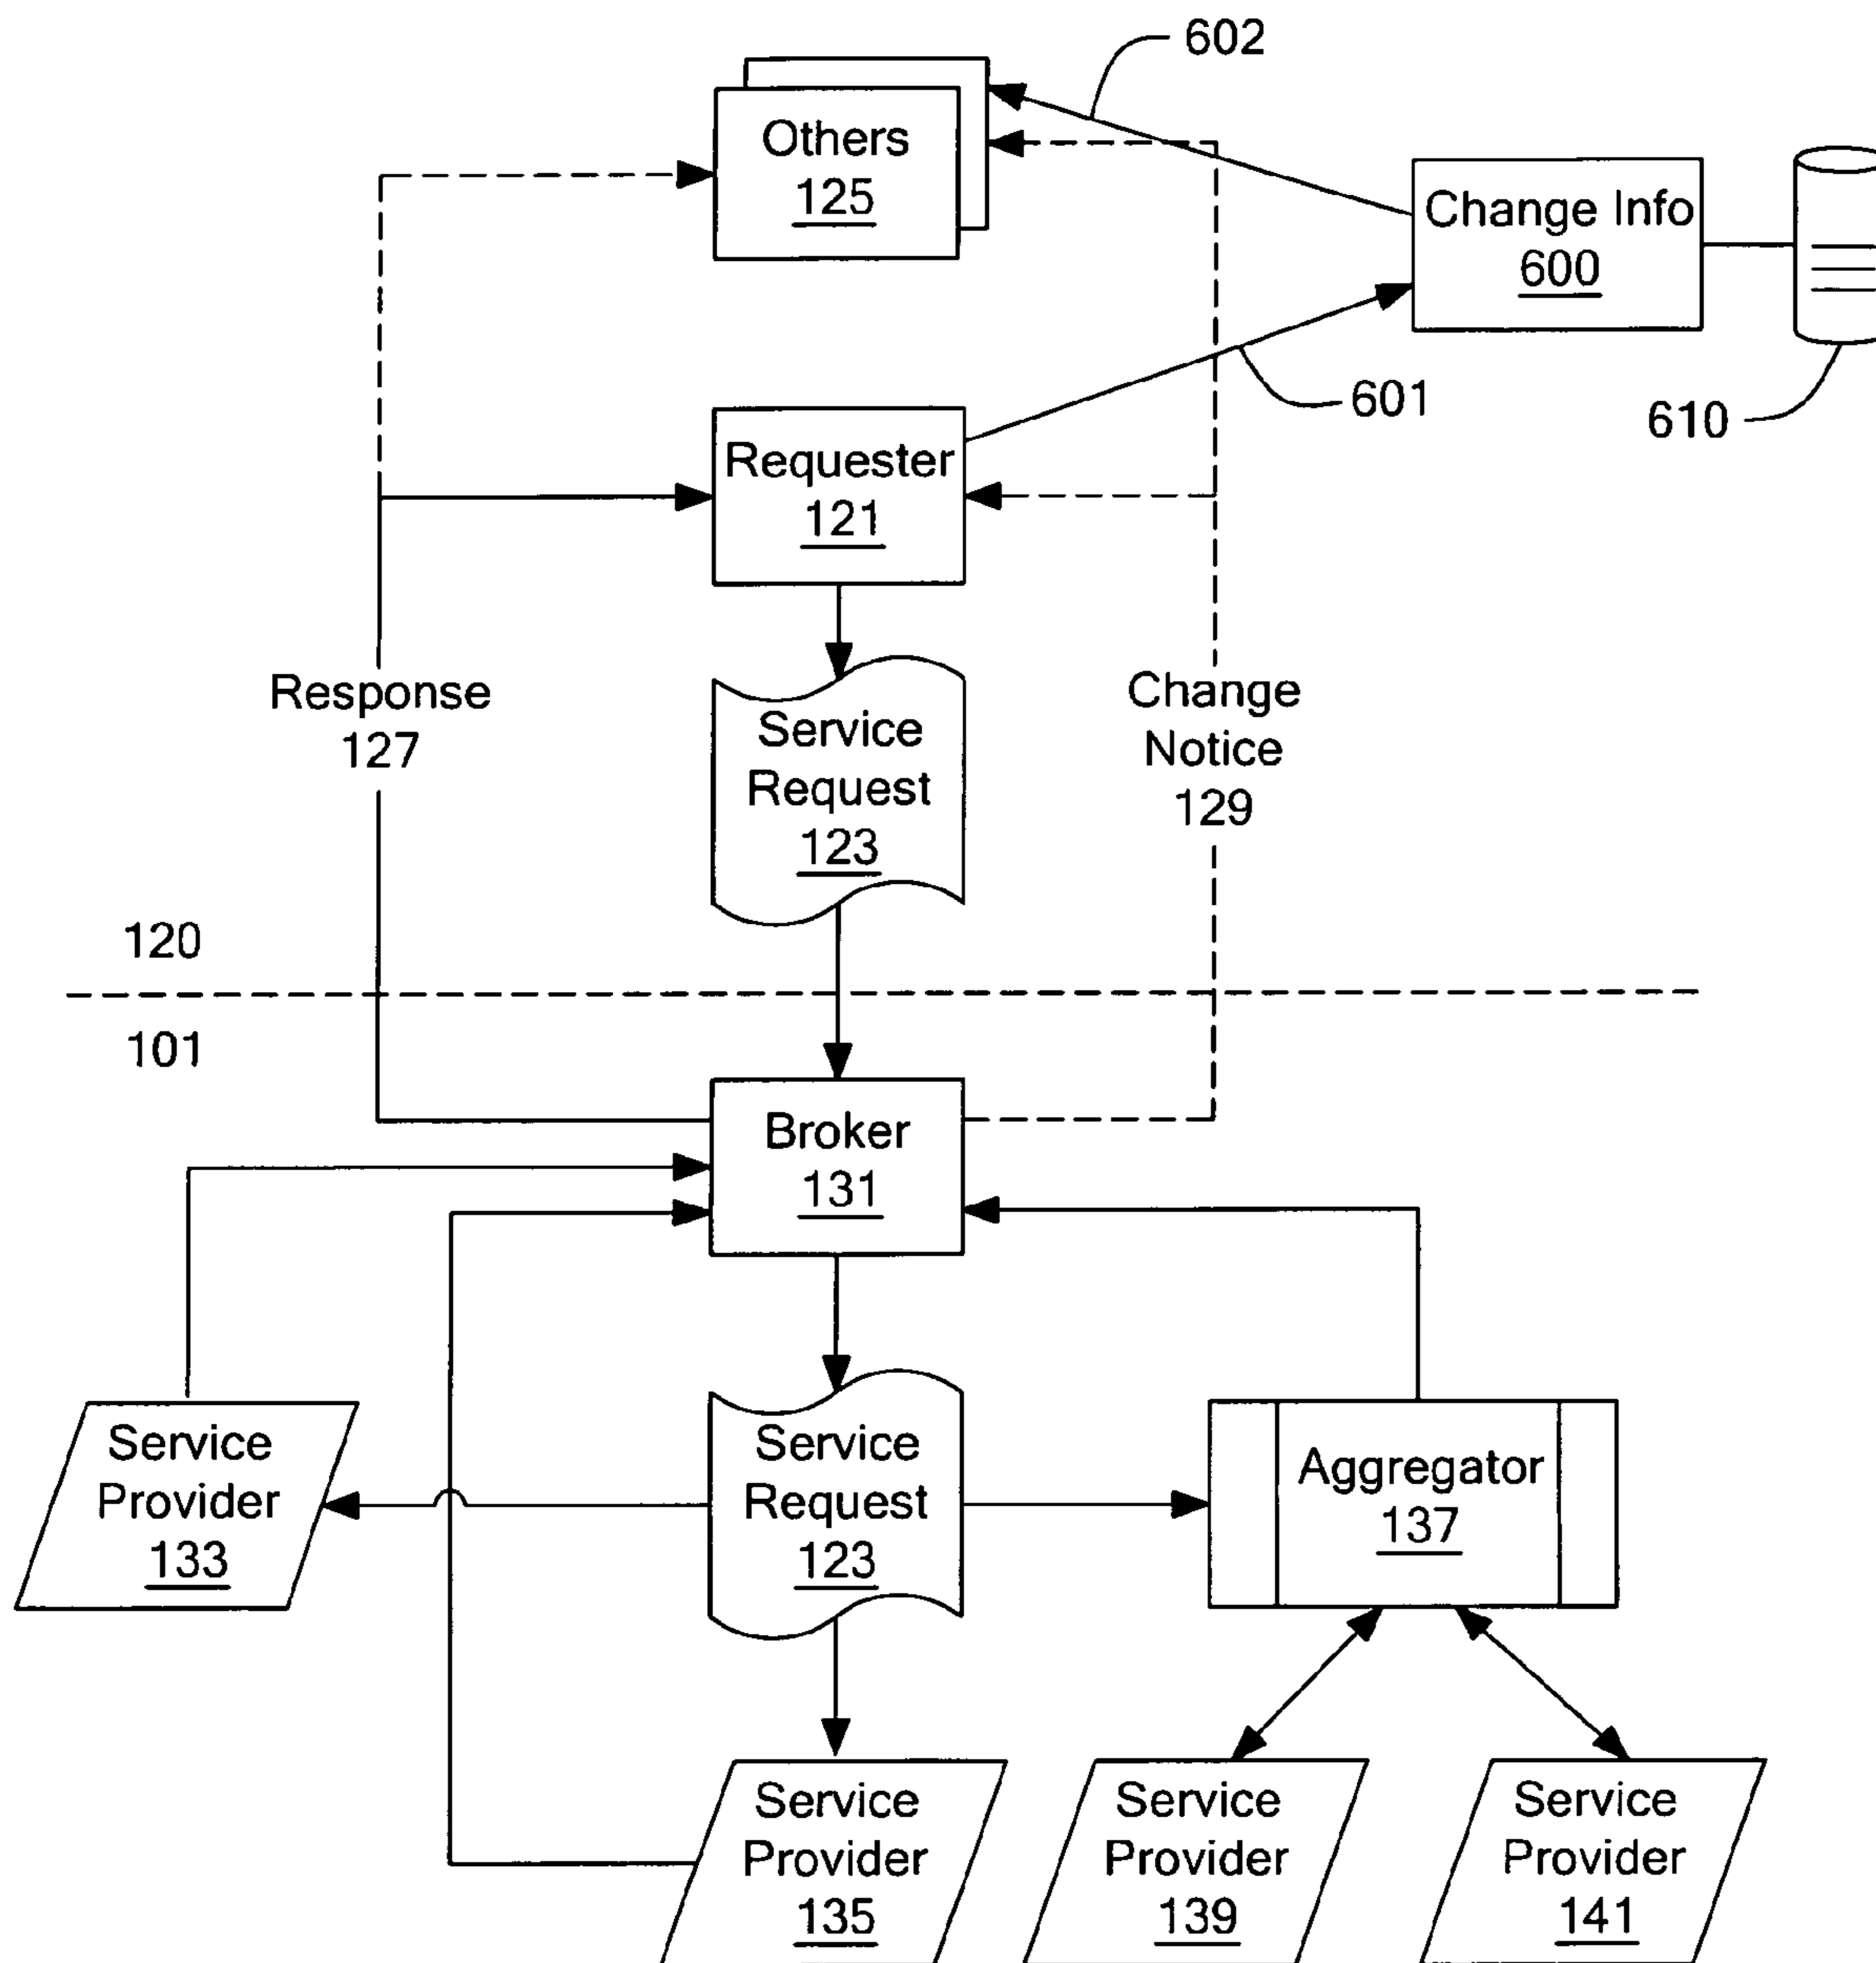 602
Others
125
Change Info
600
601
610
Requester
121
Response
127
Service
Request
123
Change
Notice
129
120
101
Broker
131
Service
Provider
133
Service
Request
123
Aggregator
137
Service
Provider
135
Service
Provider
139
Service
Provider
141